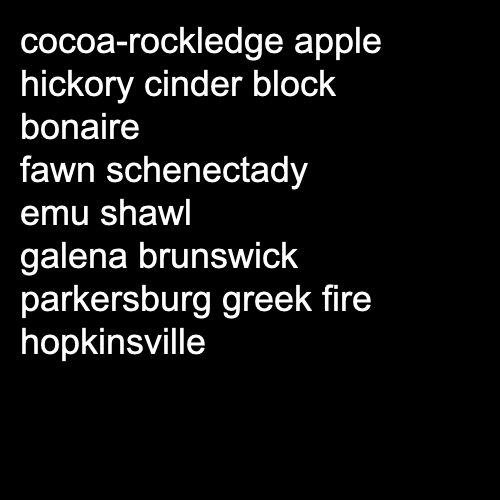 cocoa-rockledge apple
hickory cinder block
bonaire
fawn schenectady
emu shawl
galena brunswick
parkersburg greek fire
hopkinsville